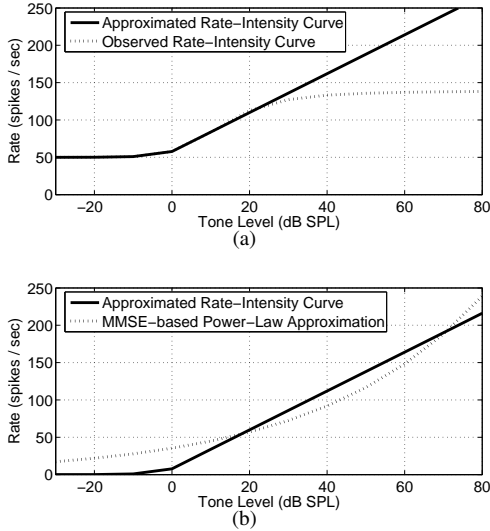 250
200
150
100
50
0
Rate (spikes / sec)
Approximated Rate−Intensity Curve
Observed Rate−Intensity Curve
−20 0 20 40 60 80
Tone Level (dB SPL)
(a)
250
200
150
100
50
0
Rate (spikes / sec)
Approximated Rate−Intensity Curve
MMSE−based Power−Law Approximation
−20 0 20 40 60 80
Tone Level (dB SPL)
(b)